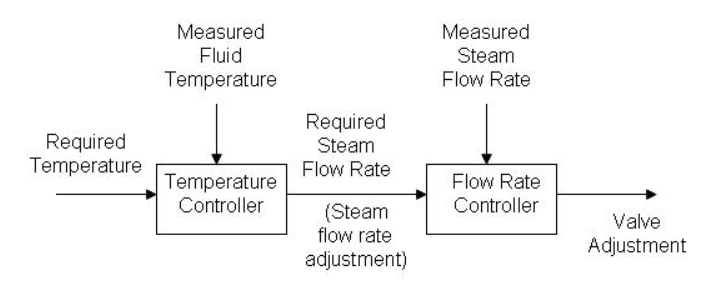 Measured
Fluid
Temperature
Measured
Steam
Flow Rate
Required
Temperature
Required
Steam
Flow Rate
Temperature
Controller
Flow Rate
Controller
(Steam
flow rate
adjustment)
Valve
Adjustment